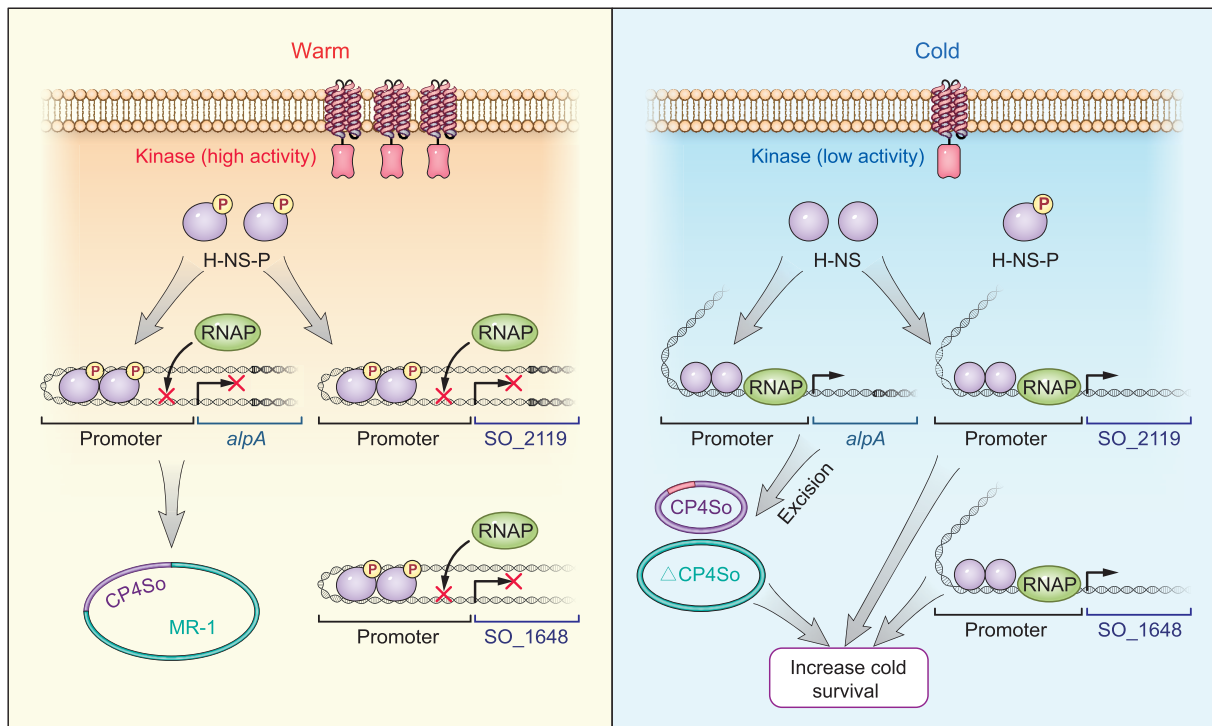 Warm
Kinase (high activity)
P
P
H-NS-P
RNAP
RNAP
P
P
P
P
Promoter
alpA
Promoter
SO_2119
RNAP
P
P
CP4So
MR-1
Promoter
SO_1648
Cold
Kinase (low activity)
P
H-NS
H-NS-P
RNAP
RNAP
Promoter
alpA
Promoter
SO_2119
Excision
CP4So
△CP4So
RNAP
Promoter
SO_1648
Increase cold
survival